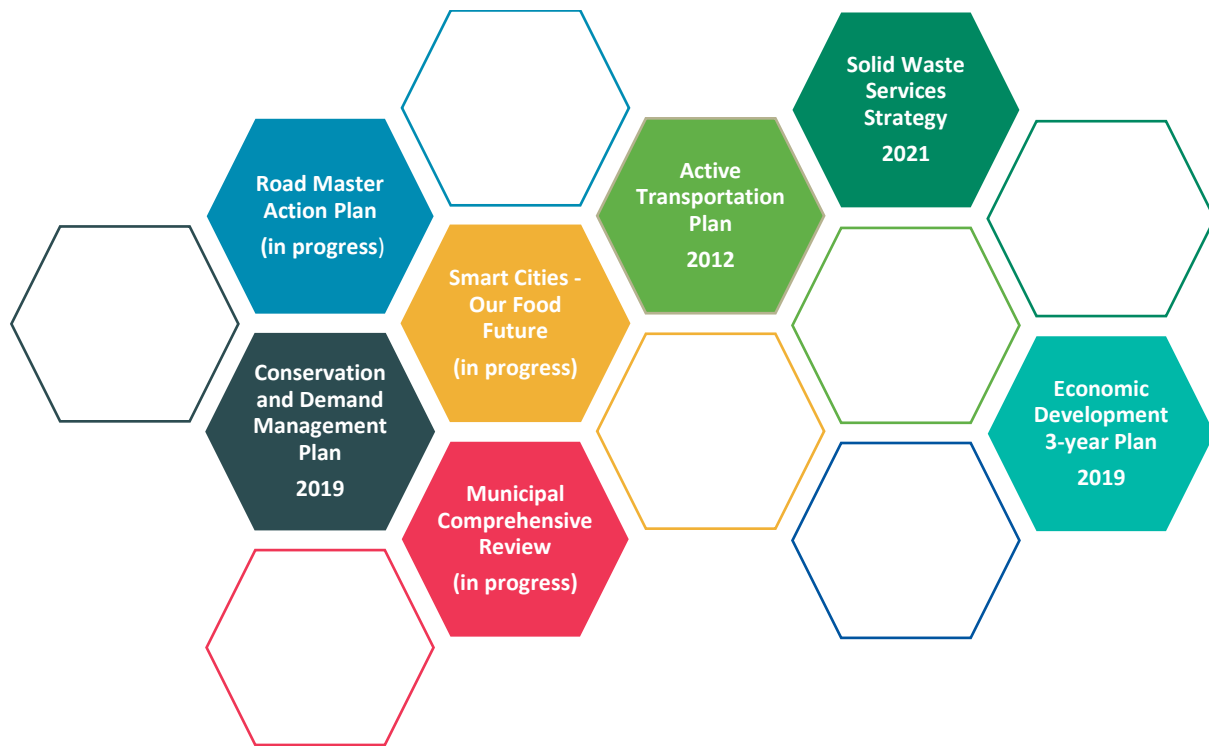 Solid Waste
Services
Strategy
2021
Road Master
Action Plan
(in progress)
Active
Transportation
Plan
2012
Smart Cities -
Our Food
Future
(in progress)
Conservation
and Demand
Management
Plan
2019
Economic
Development
3-year Plan
2019
Municipal
Comprehensive
Review
(in progress)